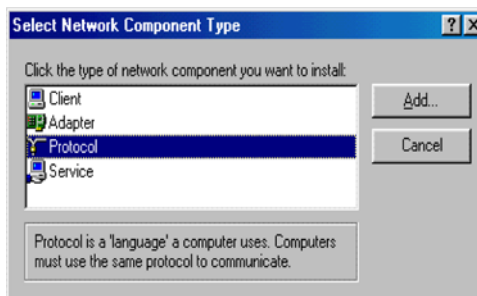 Select Network Component Type
Click the type of network component you want to install:
Client
Adapter
Protocol
Service
Add...
Cancel
Protocol is a 'language' a computer uses. Computers
must use the same protocol to communicate.